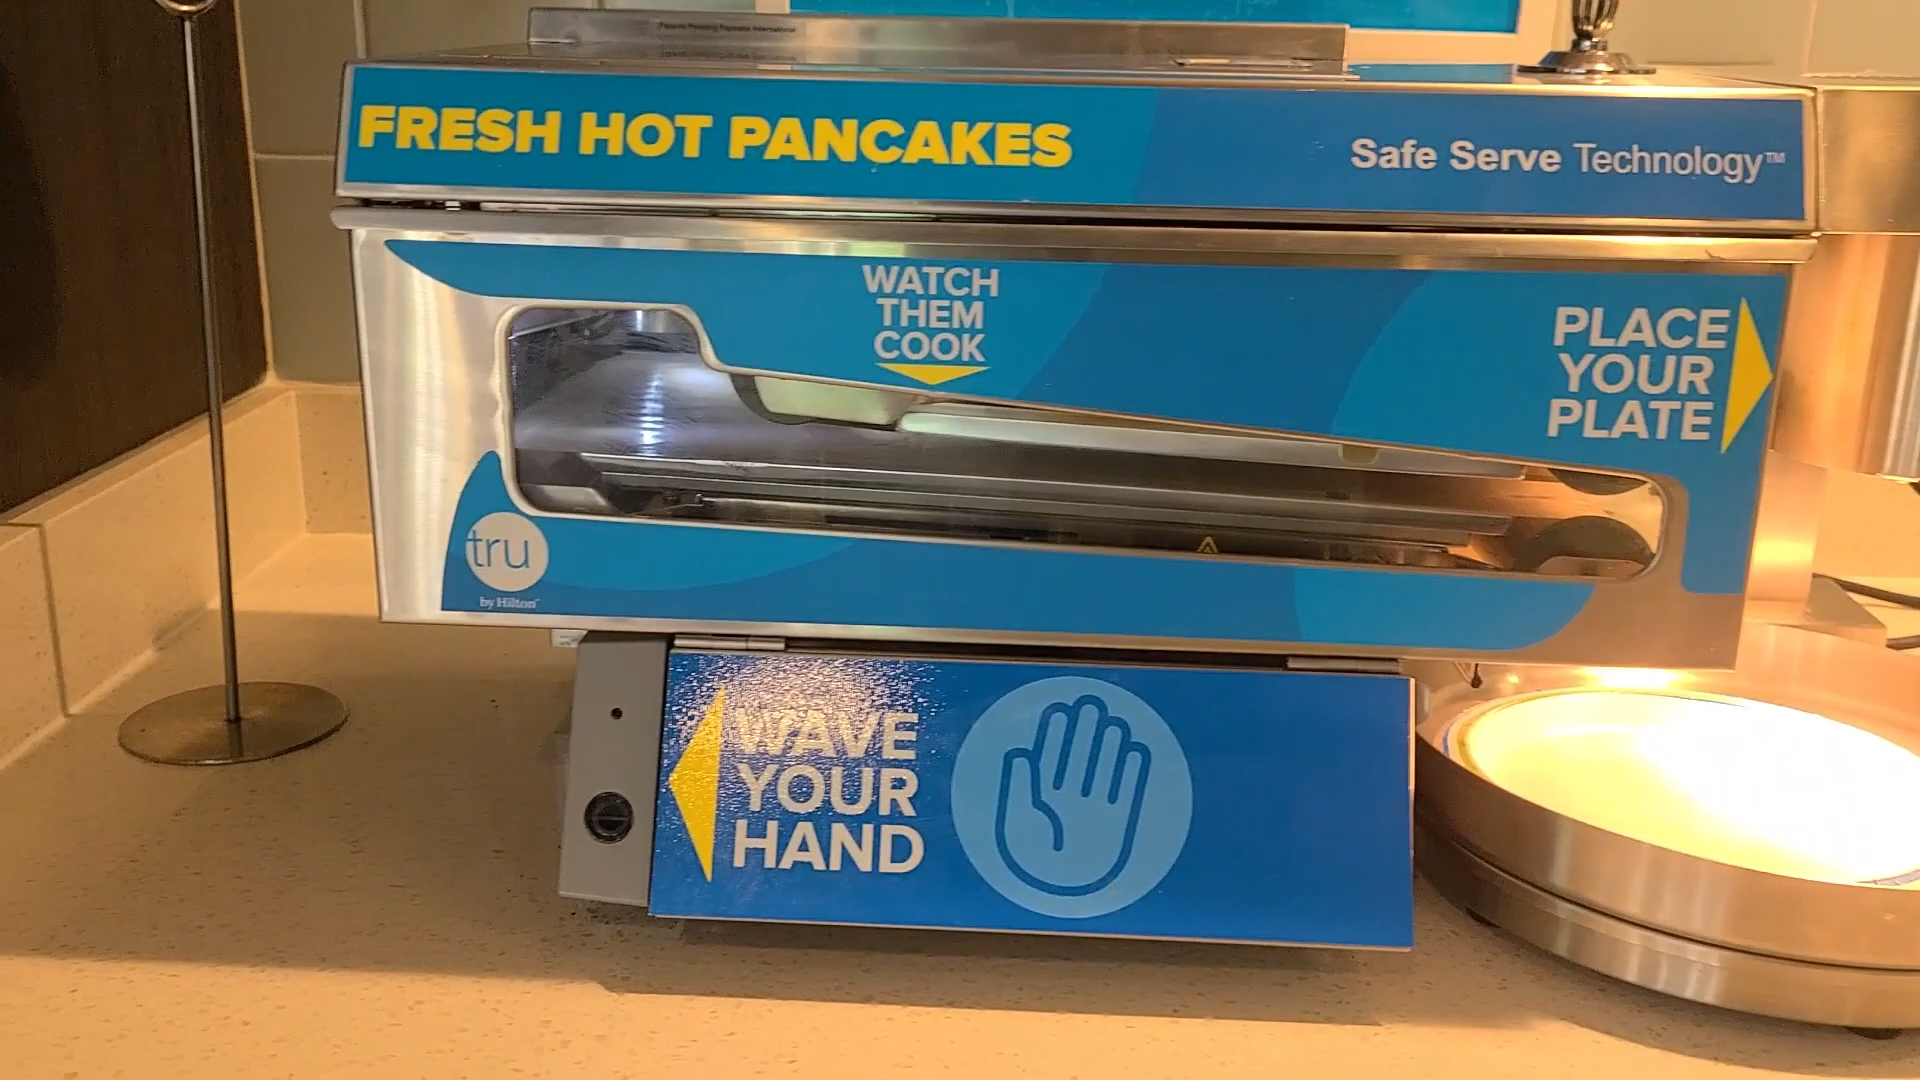 FRESH HOT PANCAKES
Safe Serve Technology™
WATCH
THEM
COOK
PLACE
YOUR
PLATE
tru
by Hilton
WAVE
YOUR
HAND